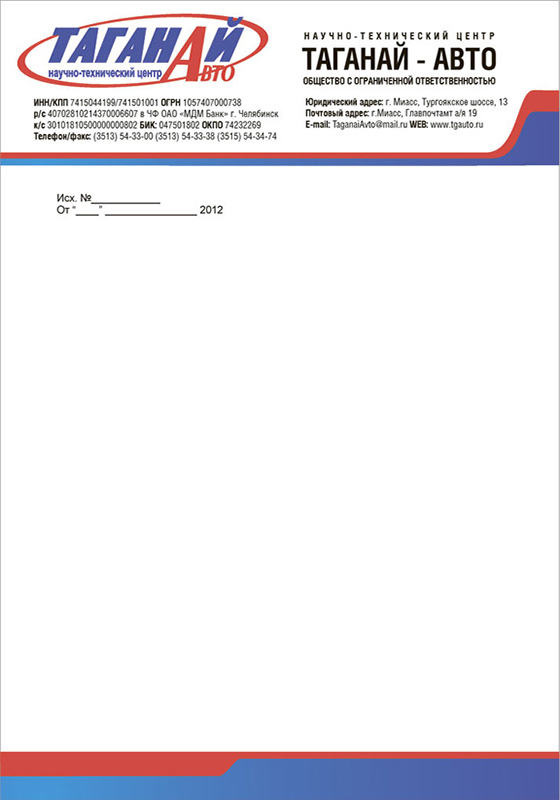 ТАГАНАЙ
научно-технический центр
АВТО
НАУЧНО-ТЕХНИЧЕСКИЙ ЦЕНТР
ТАГАНАЙ - АВТО
ОБЩЕСТВО С ОГРАНИЧЕННОЙ ОТВЕТСТВЕННОСТЬЮ
ИНН/КПП 7415044199/741501001 ОГРН 1057407000738
р/с 40702810214370006607 в ЧФ ОАО «МДМ Банк» г. Челябинск
к/с 30101810500000000802 БИК: 047501802 ОКПО 74232269
Телефон/факс: (3513) 54-33-00 (3513) 54-33-38 (3515) 54-34-74
Юридический адрес: г. Миасс, Тургоякское шоссе, 13
Почтовый адрес: г.Миасс, Главпочтамт а/я 19
E-mail: TaganaiAvto@mail.ru WEB: www.tgauto.ru
Исх. №____________
От "____" ________________ 2012